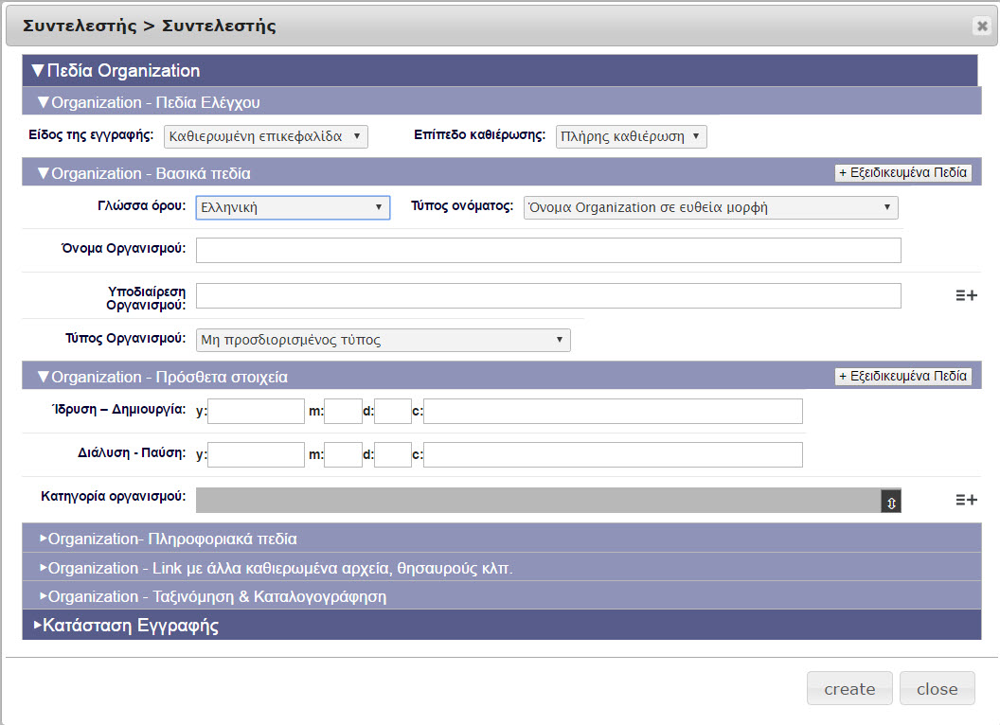 Συντελεστής > Συντελεστής
▼Πεδία Organization
▼Organization - Πεδία Ελέγχου
Είδος της εγγραφής: Καθιερωμένη επικεφαλίδα Επίπεδο καθιέρωσης: Πλήρης καθιέρωση
▼Organization - Βασικά πεδία + Εξειδικευμένα Πεδία
Γλώσσα όρου: Ελληνική Τύπος ονόματος: Όνομα Organization σε ευθεία μορφή
Όνομα Οργανισμού:
Υποδιαίρεση
Οργανισμού:
Τύπος Οργανισμού: Μη προσδιορισμένος τύπος
▼Organization - Πρόσθετα στοιχεία + Εξειδικευμένα Πεδία
Ίδρυση – Δημιουργία: y: m: d: c:
Διάλυση - Παύση: y: m: d: c:
Κατηγορία οργανισμού:
▸Organization- Πληροφοριακά πεδία
▸Organization - Link με άλλα καθιερωμένα αρχεία, θησαυρούς κλπ.
▸Organization - Ταξινόμηση & Καταλογογράφηση
▸Κατάσταση Εγγραφής
create close